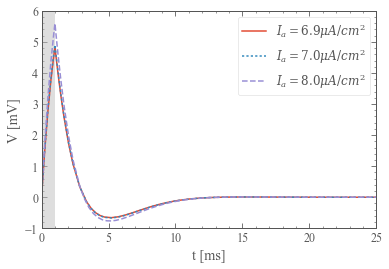 6
5
4
3
2
1
0
−1
V [mV]
I_a = 6.9μA/cm²
I_a = 7.0μA/cm²
I_a = 8.0μA/cm²
0 5 10 15 20 25
t [ms]